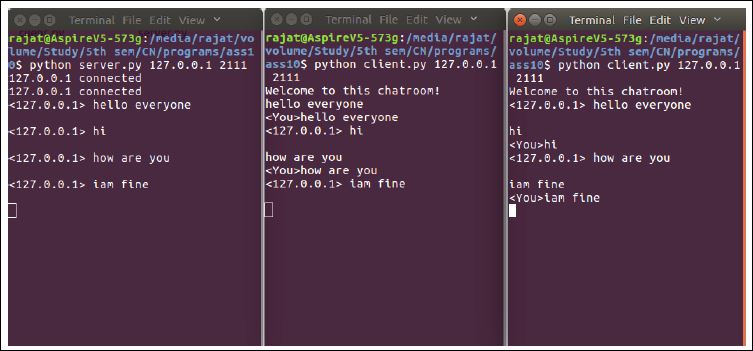 Terminal File Edit View
rajat@AspireV5-573g:/media/rajat/vo
lume/Study/5th sem/CN/programs/ass1
0$ python server.py 127.0.0.1 2111
127.0.0.1 connected
127.0.0.1 connected
<127.0.0.1> hello everyone
<127.0.0.1> hi
<127.0.0.1> how are you
<127.0.0.1> iam fine
Terminal File Edit View
rajat@AspireV5-573g:/media/rajat/
volume/Study/5th sem/CN/programs/
ass10$ python client.py 127.0.0.1
2111
Welcome to this chatroom!
hello everyone
<You>hello everyone
<127.0.0.1> hi
how are you
<You>how are you
<127.0.0.1> iam fine
Terminal File Edit View
rajat@AspireV5-573g:/media/rajat/
volume/Study/5th sem/CN/programs/
ass10$ python client.py 127.0.0.1
2111
Welcome to this chatroom!
<127.0.0.1> hello everyone
hi
<You>hi
<127.0.0.1> how are you
iam fine
<You>iam fine